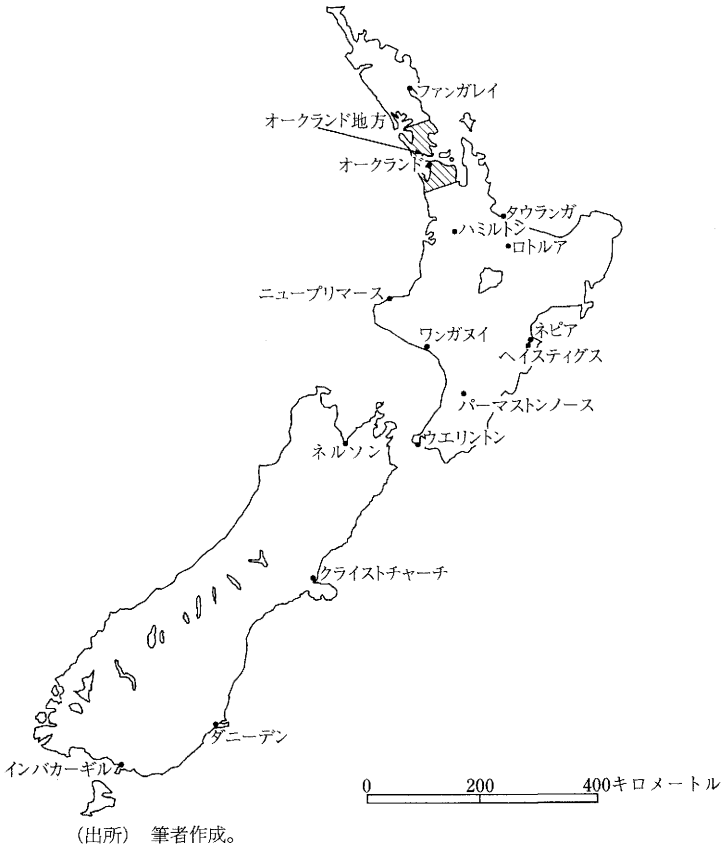 ファンガレイ
オークランド地方
オークランド
タウランガ
ハミルトン
ロトルア
ニュープリマース
ネピア
ワンガヌイ
ヘイスティグス
パーマストンノース
ウエリントン
ネルソン
クライストチャーチ
ダニーデン
インバカーギル
0 200 400キロメートル
(出所) 筆者作成。